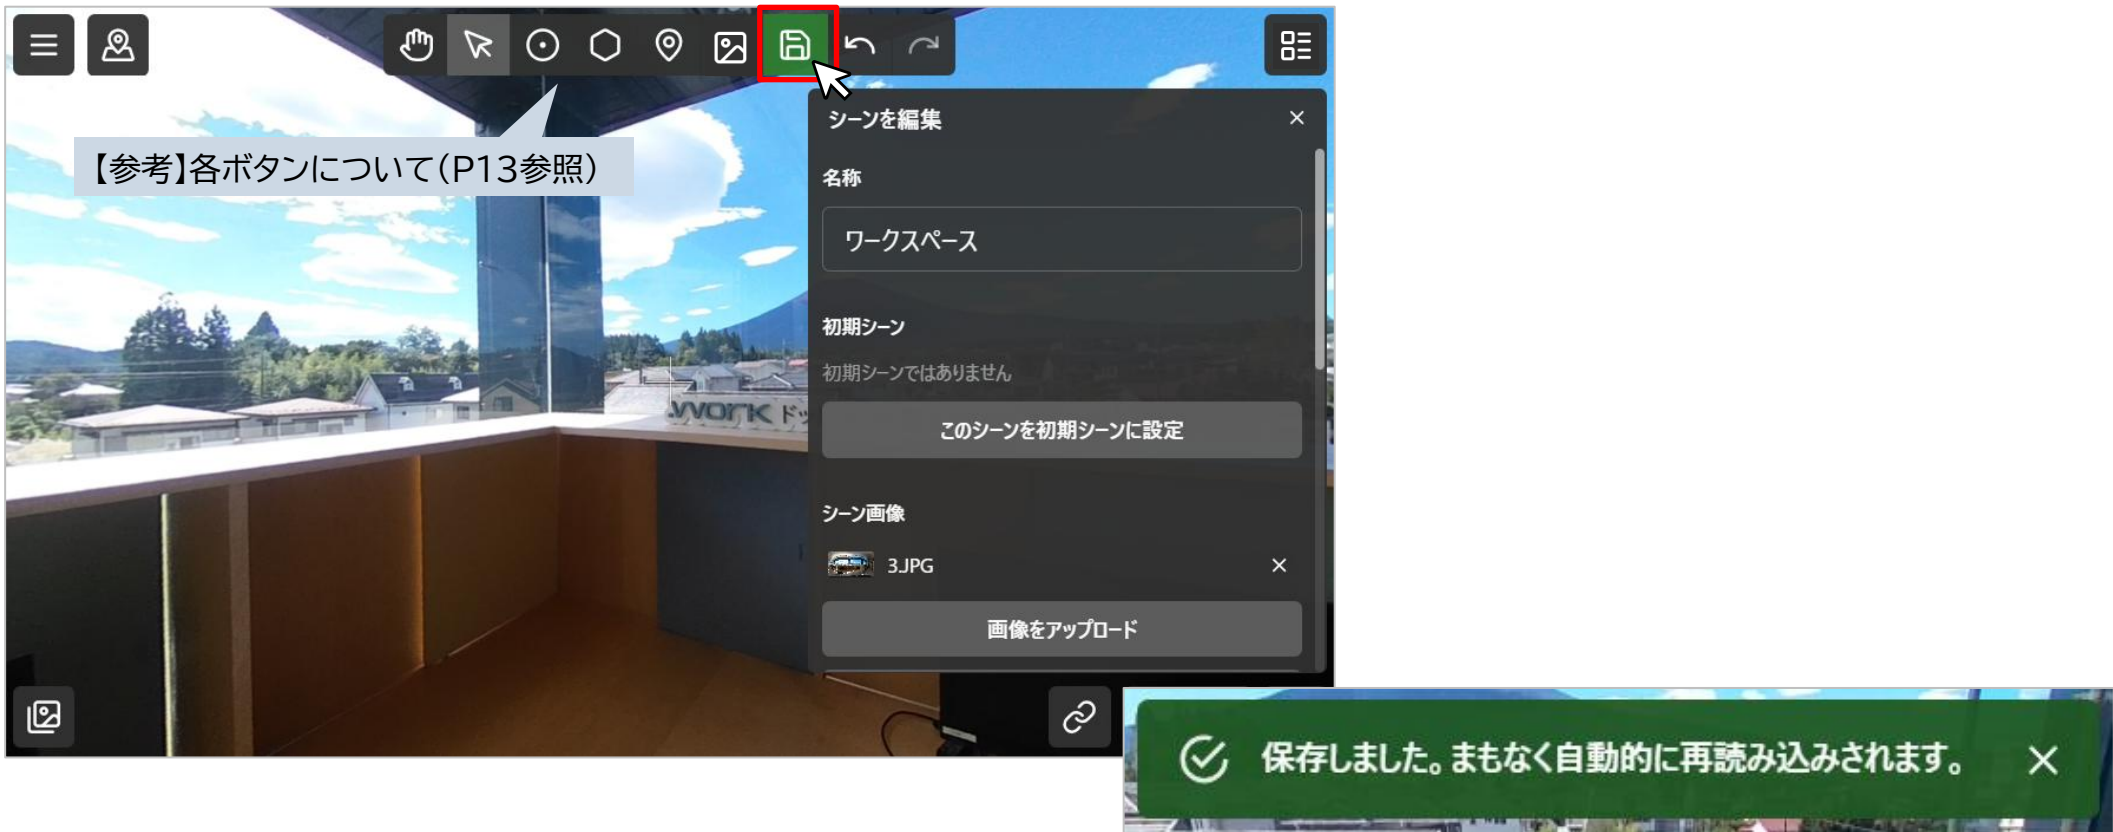 【参考】各ボタンについて(P13参照)
シーンを編集
名称
ワークスペース
初期シーン
初期シーンではありません
このシーンを初期シーンに設定
.work ド
シーン画像
3.JPG
画像をアップロード
保存しました。まもなく自動的に再読み込みされます。